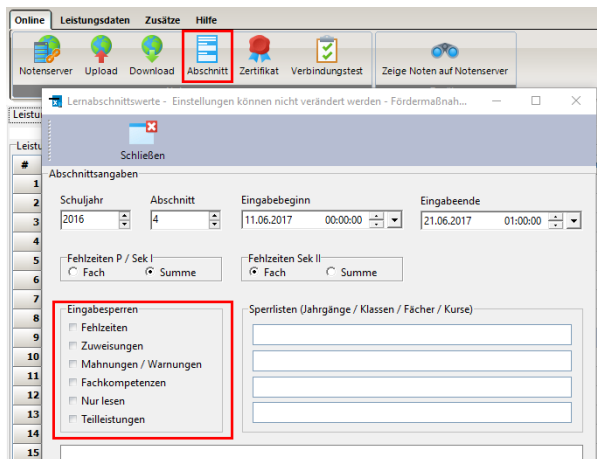 Online Leistungsdaten Zusätze Hilfe
Notenserver Upload Download Abschnitt Zertifikat Verbindungstest Zeige Noten auf Notenserver
Lernabschnittswerte - Einstellungen können nicht verändert werden - Fördermaßnah...
Leistu
Schließen
Leistu
Abschnittsangaben
#
1
2
3
4
5
6
7
8
9
10
11
12
13
14
15
Schuljahr Abschnitt Eingabebeginn Eingabeende
2016 4 11.06.2017 00:00:00 21.06.2017 01:00:00
Fehlzeiten P / Sek I Fehlzeiten Sek II
Fach Summe Fach Summe
Eingabesperren Sperrlisten (Jahrgänge / Klassen / Fächer / Kurse)
Fehlzeiten
Zuweisungen
Mahnungen / Warnungen
Fachkompetenzen
Nur lesen
Teilleistungen